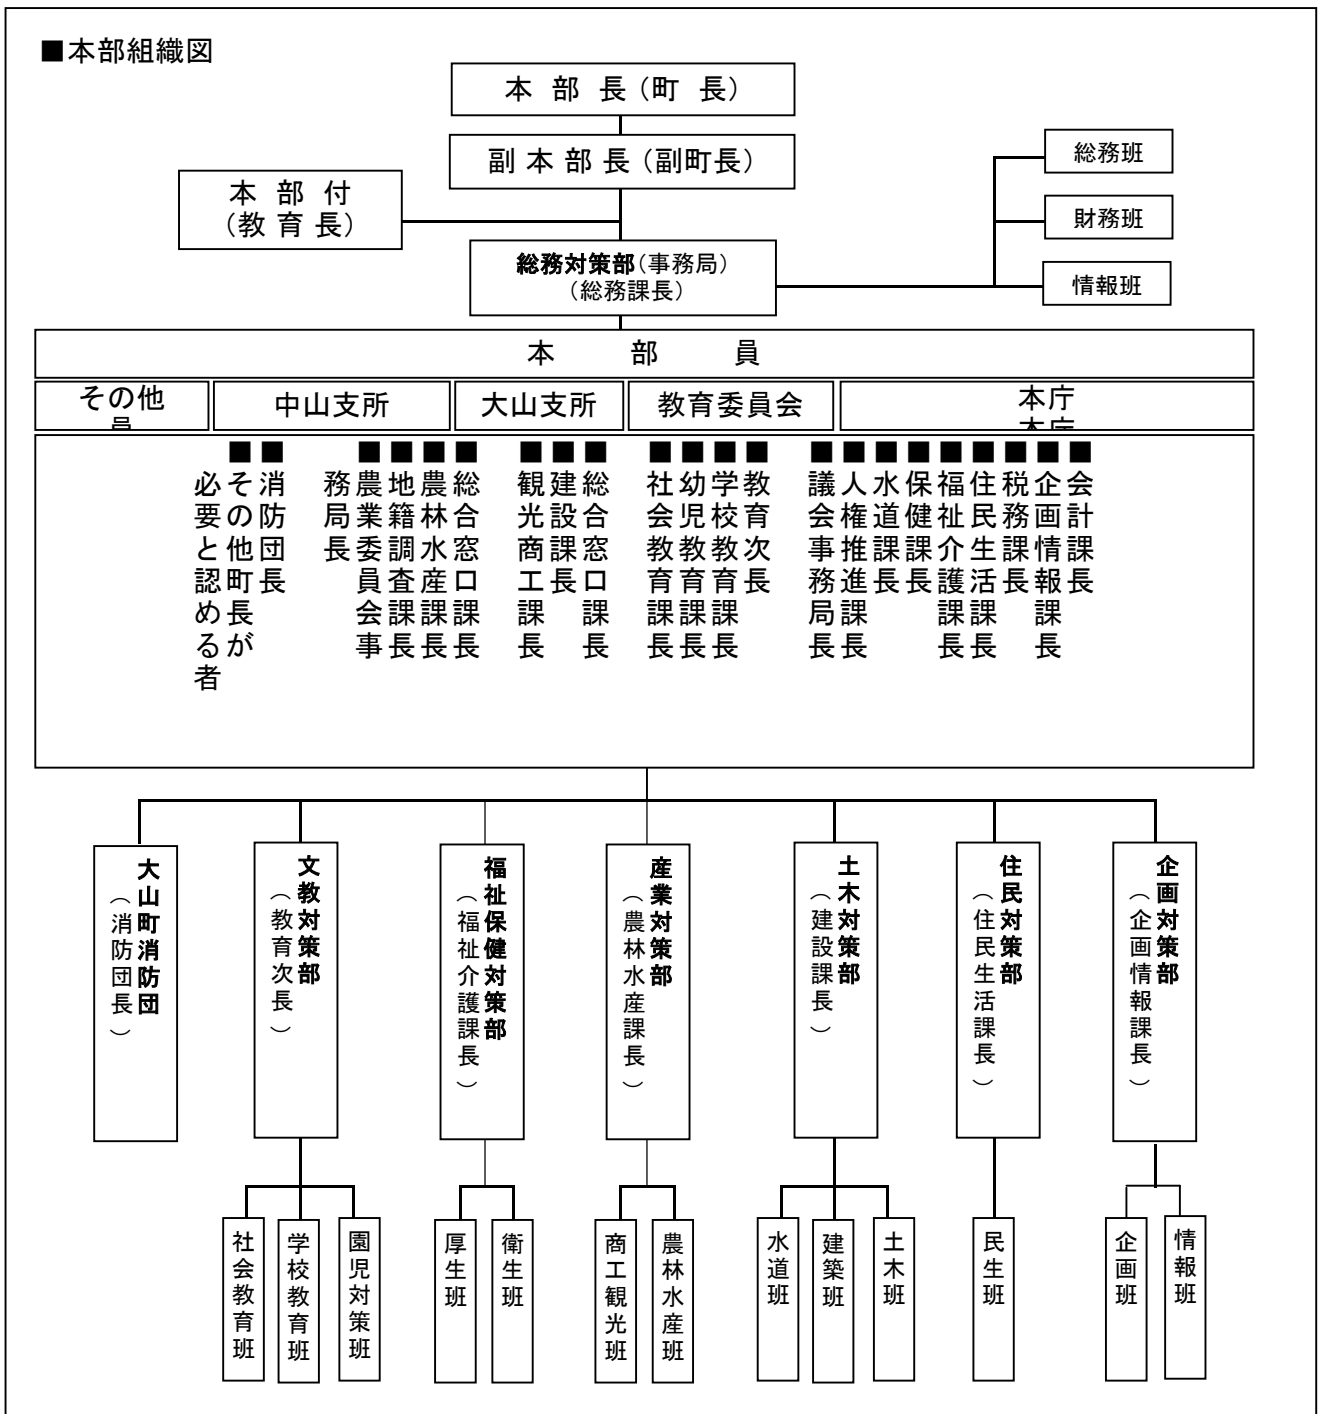 ■本部組織図
本 部 長（町 長）
副 本 部 長（副町長）
本 部 付
（教 育 長）
総務対策部（事務局）
（総務課長）
総務班
財務班
情報班
本 部 員
その他
員
中山支所
大山支所
教育委員会
本庁
本庁
■会計課長
■企画情報課長
■税務課長
■住民生活課長
■福祉介護課長
■保健課長
■水道課長
■人権推進課長
■議会事務局長
■教育次長
■学校教育課長
■幼児教育課長
■社会教育課長
■総合窓口課長
■建設課長
■観光商工課長
■総合窓口課長
■農林水産課長
■地籍調査課長
■農業委員会事
務局長
■消防団長
■その他町長が
必要と認める者
企画対策部
（企画情報課長）
住民対策部
（住民生活課長）
土木対策部
（建設課長）
産業対策部
（農林水産課長）
福祉保健対策部
（福祉介護課長）
文教対策部
（教育次長）
大山町消防団
（消防団長）
情報班
企画班
民生班
土木班
建築班
水道班
農林水産班
商工観光班
衛生班
厚生班
園児対策班
学校教育班
社会教育班